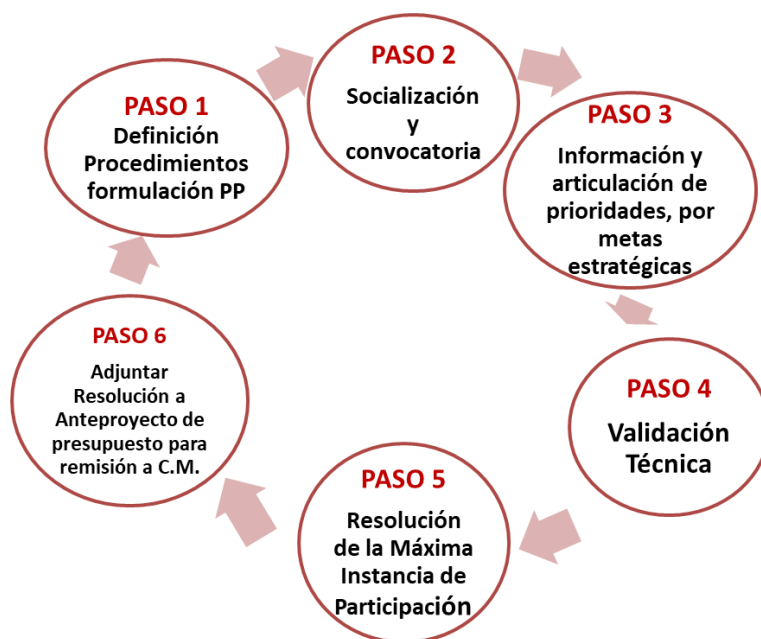 PASO 1
Definición
Procedimientos
formulación PP
PASO 2
Socialización
y
convocatoria
PASO 3
Información y
articulación de
prioridades, por
metas
estratégicas
PASO 4
Validación
Técnica
PASO 5
Resolución
de la Máxima
Instancia de
Participación
PASO 6
Adjuntar
Resolución a
Anteproyecto de
presupuesto para
remisión a C.M.